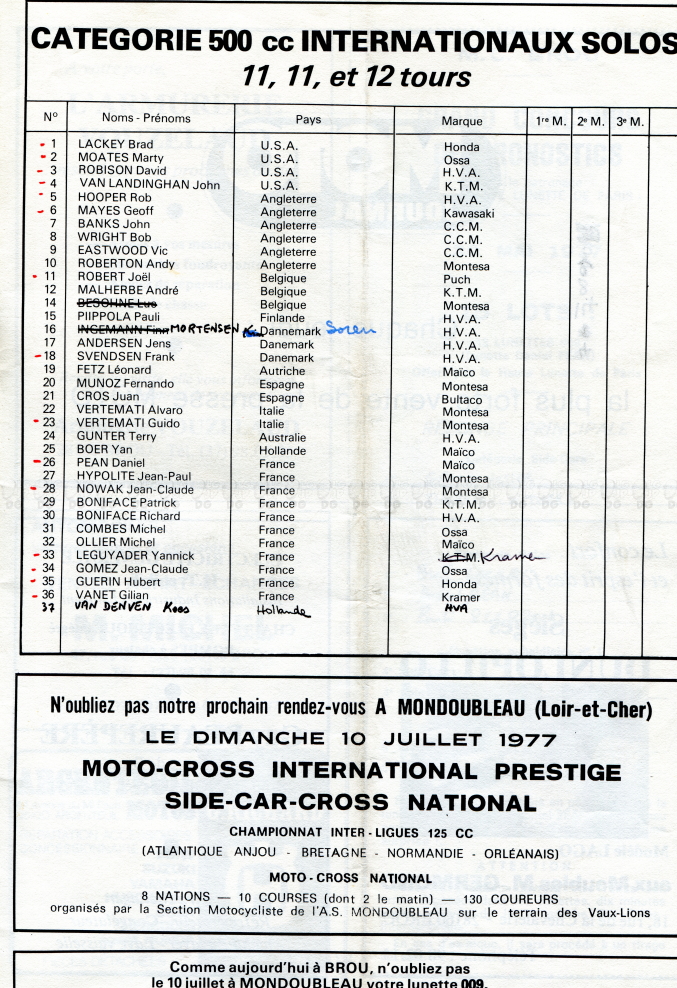 CATEGORIE 500 cc INTERNATIONAUX SOLOS
11, 11, et 12 tours
N° Noms - Prénoms Pays Marque 1re M. 2e M. 3e M.
1 LACKEY Brad U.S.A. Honda
2 MOATES Marty U.S.A. Ossa
3 ROBISON David U.S.A. H.V.A.
4 VAN LANDINGHAN John U.S.A. K.T.M.
5 HOOPER Rob Angleterre H.V.A.
6 MAYES Geoff Angleterre Kawasaki
7 BANKS John Angleterre C.C.M.
8 WRIGHT Bob Angleterre C.C.M.
9 EASTWOOD Vic Angleterre C.C.M.
10 ROBERTON Andy Angleterre Montesa
11 ROBERT Joël Belgique Puch
12 MALHERBE André Belgique K.T.M.
14 BESOHNE Luc Belgique Montesa
15 PIIPPOLA Pauli Finlande H.V.A.
16 INGEMANN Finn MORTENSEN Dannemark Soren H.V.A.
17 ANDERSEN Jens Danemark H.V.A.
18 SVENDSEN Frank Danemark H.V.A.
19 FETZ Léonard Autriche Maïco
20 MUNOZ Fernando Espagne Montesa
21 CROS Juan Espagne Bultaco
22 VERTEMATI Alvaro Italie Montesa
23 VERTEMATI Guido Italie Montesa
24 GUNTER Terry Australie H.V.A.
25 BOER Yan Hollande Maïco
26 PEAN Daniel France Maïco
27 HYPOLITE Jean-Paul France Montesa
28 NOWAK Jean-Claude France Montesa
29 BONIFACE Patrick France K.T.M.
30 BONIFACE Richard France H.V.A.
31 COMBES Michel France Ossa
32 OLLIER Michel France Maïco
33 LEGUYADER Yannick France K.T.M. Kramer
34 GOMEZ Jean-Claude France Ossa
35 GUERIN Hubert France Honda
36 VANET Gilian France Kramer
37 VAN DENVEN Koos Hollande HVA
N'oubliez pas notre prochain rendez-vous A MONDOUBLEAU (Loir-et-Cher)
LE DIMANCHE 10 JUILLET 1977
MOTO-CROSS INTERNATIONAL PRESTIGE
SIDE-CAR-CROSS NATIONAL
CHAMPIONNAT INTER - LIGUES 125 CC
(ATLANTIQUE ANJOU - BRETAGNE - NORMANDIE - ORLÉANAIS)
MOTO - CROSS NATIONAL
8 NATIONS — 10 COURSES (dont 2 le matin) — 130 COUREURS
organisés par la Section Motocycliste de l'A.S. MONDOUBLEAU sur le terrain des Vaux-Lions
Comme aujourd'hui à BROU, n'oubliez pas
le 10 juillet à MONDOUBLEAU votre lunette 009.